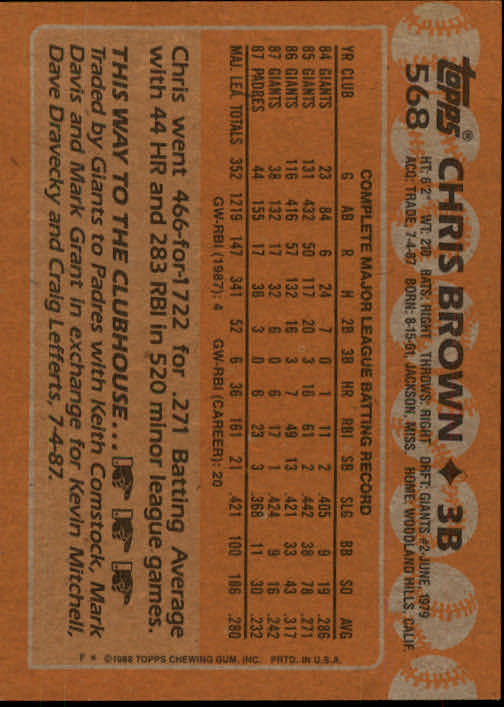 topps®
568
CHRIS BROWN ✦ 3B
HT: 6'2" WT: 210 BATS: RIGHT THROWS: RIGHT DRFT: GIANTS #2-JUNE, 1979
ACQ: TRADE, 7-4-87 BORN: 8-15-61, JACKSON, MISS. HOME: WOODLAND HILLS, CALIF.
COMPLETE MAJOR LEAGUE BATTING RECORD
YR CLUB G AB R H 2B 3B HR RBI SB SLG BB SO AVG
84 GIANTS 23 84 6 24 7 0 1 11 2 .405 9 19 .286
85 GIANTS 131 432 50 117 20 3 16 61 2 .442 38 78 .271
86 GIANTS 116 416 57 132 16 3 7 49 13 .421 33 43 .317
87 GIANTS 38 132 17 32 6 0 6 17 1 .424 9 16 .242
87 PADRES 44 155 17 36 3 0 6 23 3 .368 11 30 .232
MAJ. LEA. TOTALS 352 1219 147 341 52 6 36 161 21 .421 100 186 .280
GW-RBI (1987): 4 GW-RBI (CAREER): 20
Chris went 466-for-1722 for .271 Batting Average
with 44 HR and 283 RBI in 520 minor league games.
THIS WAY TO THE CLUBHOUSE...
Traded by Giants to Padres with Keith Comstock, Mark
Davis and Mark Grant in exchange for Kevin Mitchell,
Dave Dravecky and Craig Lefferts, 7-4-87.
F * ©1988 TOPPS CHEWING GUM, INC. PRTD. IN U.S.A.